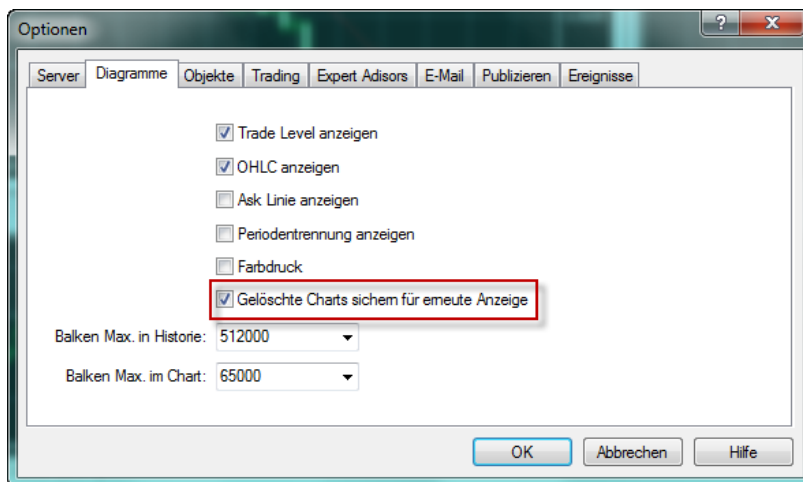 Optionen
Server Diagramme Objekte Trading Expert Adisors E-Mail Publizieren Ereignisse
Trade Level anzeigen
OHLC anzeigen
Ask Linie anzeigen
Periodentrennung anzeigen
Farbdruck
Gelöschte Charts sichern für erneute Anzeige
Balken Max. in Historie: 512000
Balken Max. im Chart: 65000
OK Abbrechen Hilfe